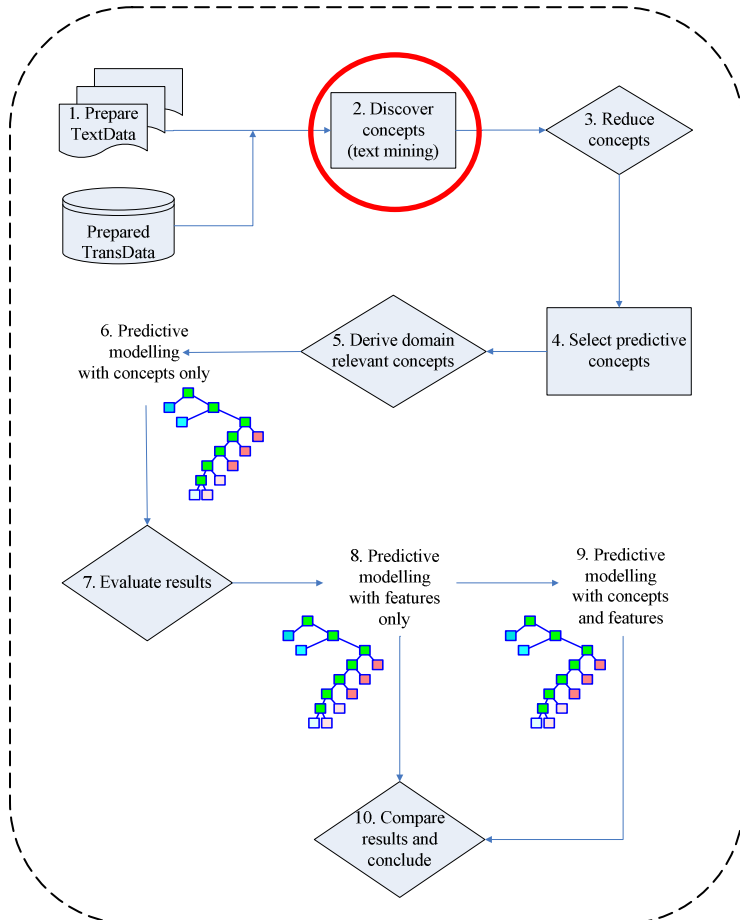 1. Prepare
TextData
2. Discover
concepts
(text mining)
3. Reduce
concepts
Prepared
TransData
6. Predictive
modelling
with concepts only
5. Derive domain
relevant concepts
4. Select predictive
concepts
7. Evaluate results
8. Predictive
modelling
with features
only
9. Predictive
modelling
with concepts
and features
10. Compare
results and
conclude